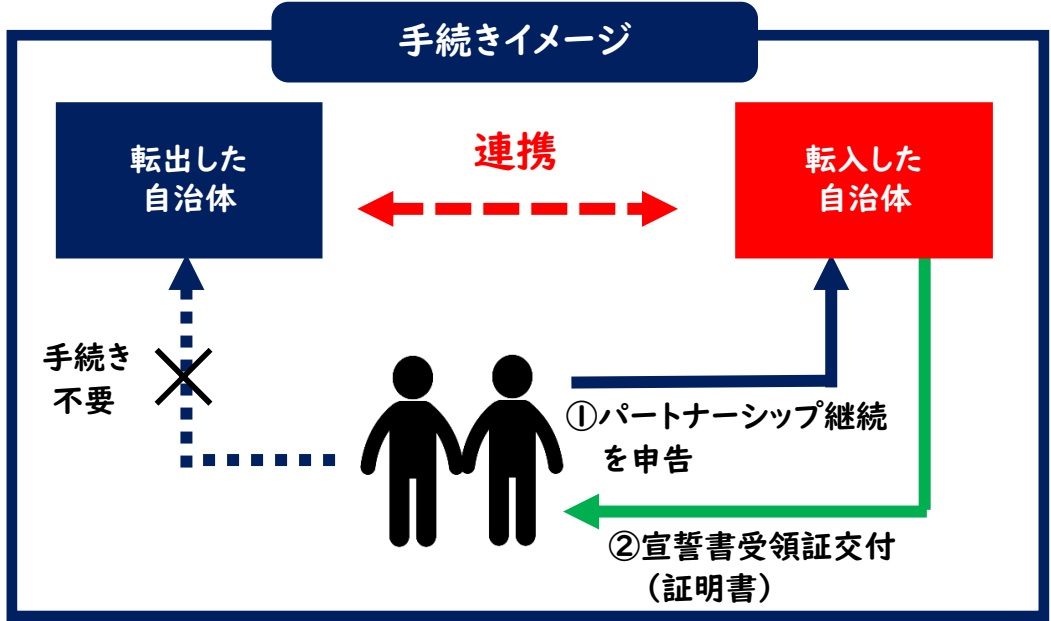 手続きイメージ
転出した
自治体
連携
転入した
自治体
手続き
不要
①パートナーシップ継続
を申告
②宣誓書受領証交付
（証明書）